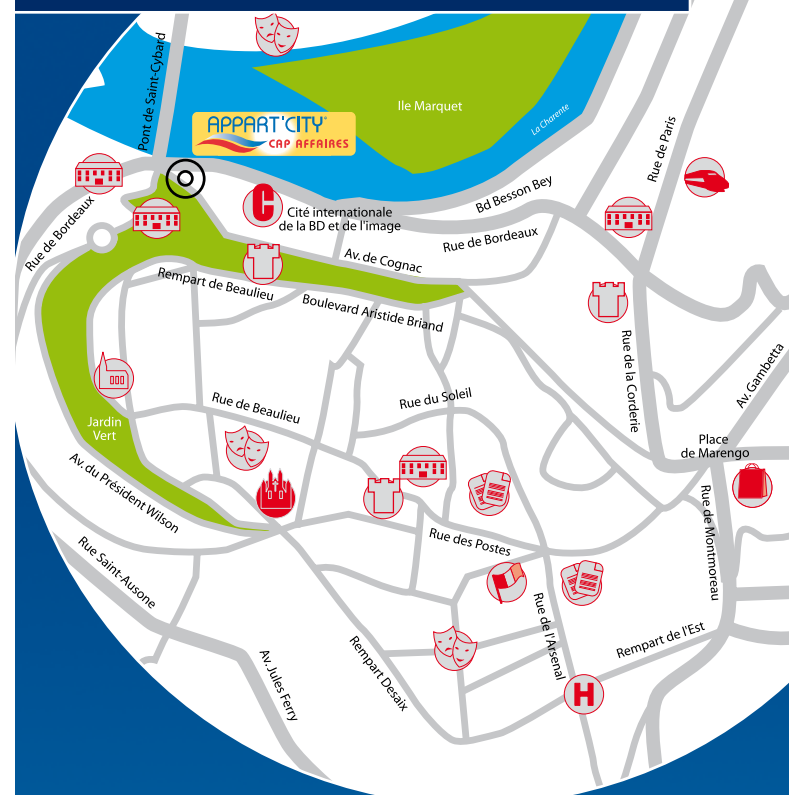 Pont de Saint-Cybard
Ile Marquet
La Charente
APPART'CITY®
CAP AFFAIRES
Rue de Paris
Bd Besson Bey
C
Cité internationale
de la BD et de l'image
Rue de Bordeaux
Rue de Bordeaux
Av. de Cognac
Rempart de Beaulieu
Boulevard Aristide Briand
Rue de la Corderie
Av. Gambetta
Rue de Beaulieu
Rue du Soleil
Jardin
Vert
Place
de Marengo
Av. du Président Wilson
Rue de Montmoreau
Rue des Postes
Rue Saint-Ausone
Rue de l'Arsenal
Rempart de l'Est
Rempart Desaix
Av. Jules Ferry
H